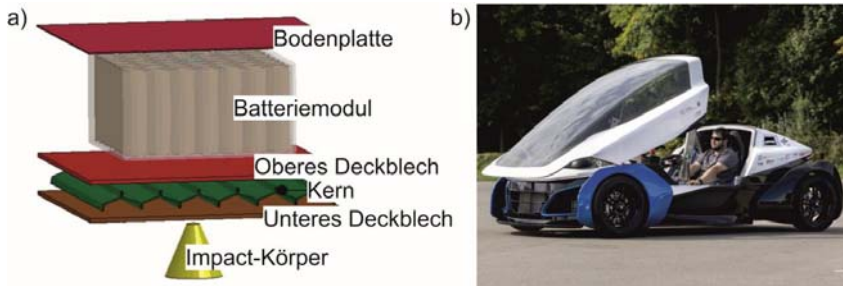 a)
Bodenplatte
Batteriemodul
Oberes Deckblech
Kern
Unteres Deckblech
Impact-Körper
b)